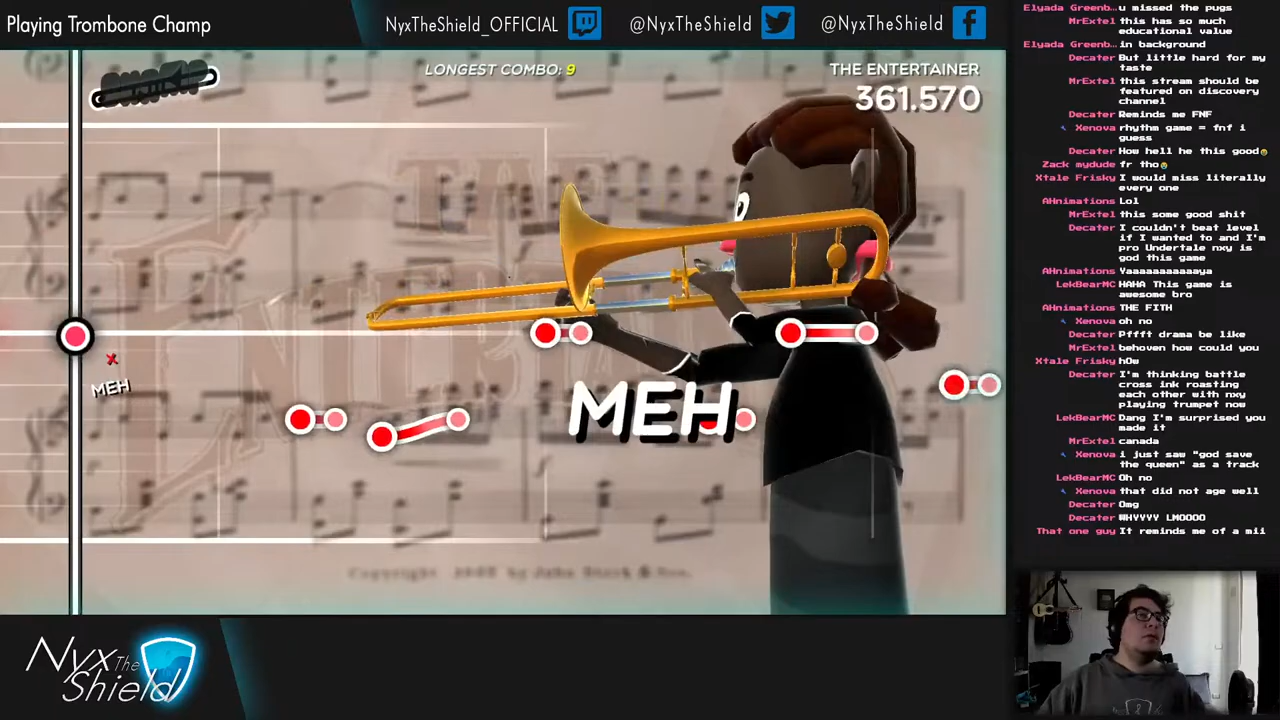 Playing Trombone Champ
NyxTheShield_OFFICIAL
@NyxTheShield
@NyxTheShield
LONGEST COMBO: 9
THE ENTERTAINER
361.570
MEH
MEH
THE
ENTERTAINER
Nyx The
Shield
Elyada Greenb... u missed the pugs
MrExtel this has so much
educational value
Elyada Greenb... in background
Decater But little hard for my
taste
MrExtel this stream should be
featured on discovery
channel
Decater Reminds me FNF
Xenova rhythm game = fnf i
guess
Decater How hell he this good
Zack mydude fr tho
Xtale Frisky I would miss literally
every one
AHnimations Lol
MrExtel this some good shit
Decater I couldn't beat level
if I wanted to and I'm
pro Undertale nxy is
god this game
AHnimations Yaaaaaaaaaaya
LekBearMC HAHA This game is
awesome bro
AHnimations THE FITH
Xenova oh no
Decater Pffft drama be like
MrExtel behoven how could you
Xtale Frisky hOw
Decater I'm thinking battle
cross ink roasting
each other with nxy
playing trumpet now
LekBearMC Dang I'm surprised you
made it
MrExtel canada
Xenova i just saw "god save
the queen" as a track
LekBearMC Oh no
Xenova that did not age well
Decater Omg
Decater WHYYYY LMOOOO
That one guy It reminds me of a mii